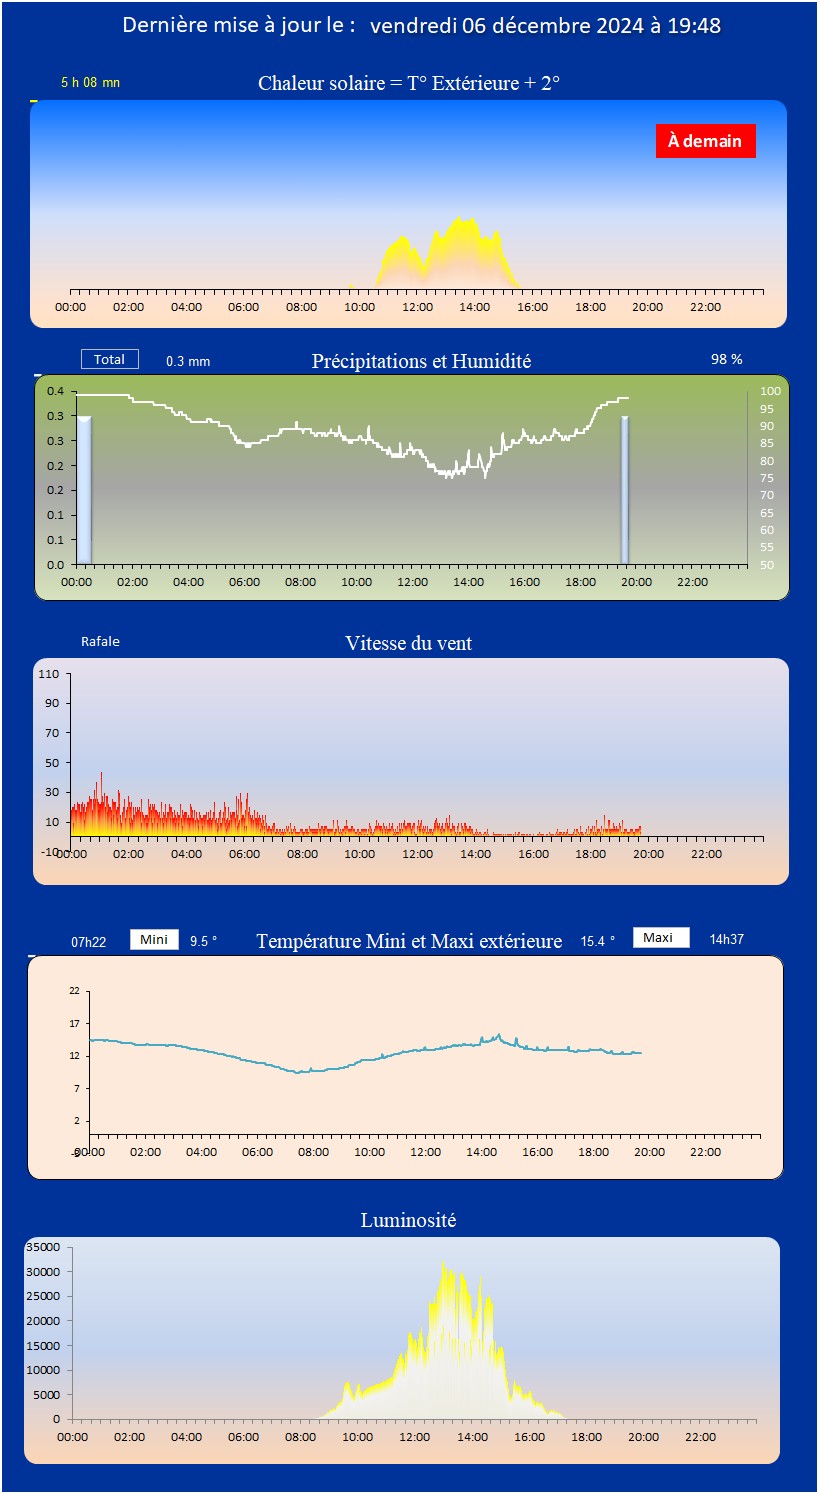 Dernière mise à jour le : vendredi 06 décembre 2024 à 19:48
5 h 08 mn Chaleur solaire = T° Extérieure + 2°
À demain
00:00 02:00 04:00 06:00 08:00 10:00 12:00 14:00 16:00 18:00 20:00 22:00
Total 0.3 mm Précipitations et Humidité 98 %
0.4 100
95
0.3 90
0.3 85
80
0.2 75
0.2 70
65
0.1 60
0.1 55
0.0 50
00:00 02:00 04:00 06:00 08:00 10:00 12:00 14:00 16:00 18:00 20:00 22:00
Rafale Vitesse du vent
110
90
70
50
30
10
-10 00:00 02:00 04:00 06:00 08:00 10:00 12:00 14:00 16:00 18:00 20:00 22:00
07h22 Mini 9.5 ° Température Mini et Maxi extérieure 15.4 ° Maxi 14h37
22
17
12
7
2
-3 00:00 02:00 04:00 06:00 08:00 10:00 12:00 14:00 16:00 18:00 20:00 22:00
Luminosité
35000
30000
25000
20000
15000
10000
5000
0
00:00 02:00 04:00 06:00 08:00 10:00 12:00 14:00 16:00 18:00 20:00 22:00